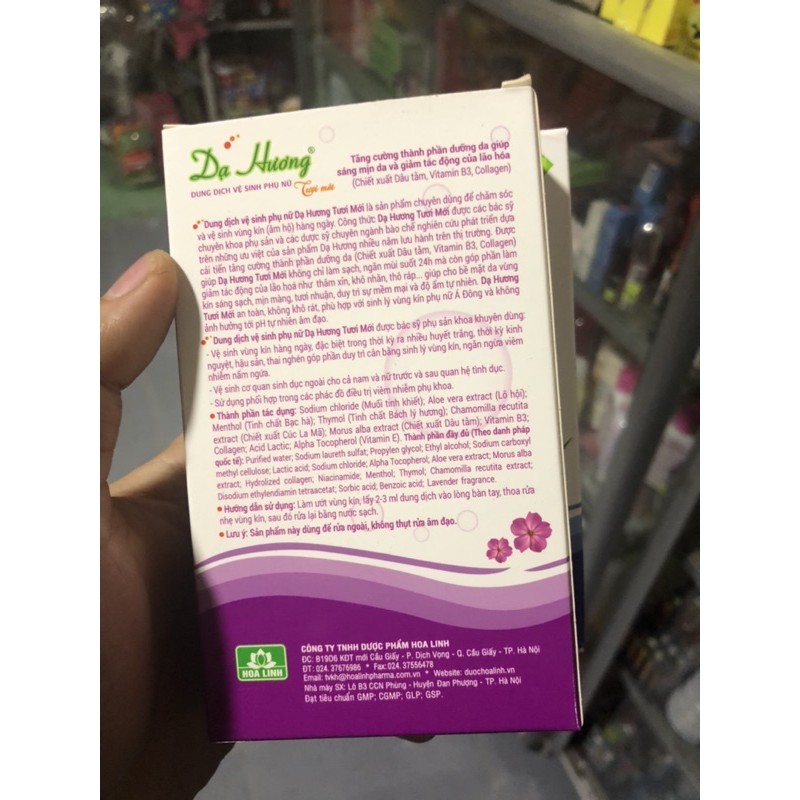 Dạ Hương®
DUNG DỊCH VỆ SINH PHỤ NỮ
Tươi mới
Tăng cường thành phần dưỡng da giúp
sáng mịn da và giảm tác động của lão hóa
(Chiết xuất Dâu tằm, Vitamin B3, Collagen)
Dung dịch vệ sinh phụ nữ Dạ Hương Tươi Mới là sản phẩm chuyên dùng để chăm sóc
và vệ sinh vùng kín (âm hộ) hàng ngày. Công thức Dạ Hương Tươi Mới được các bác sỹ
chuyên khoa phụ sản và các dược sỹ chuyên ngành bào chế nghiên cứu phát triển dựa
trên những ưu việt của sản phẩm Dạ Hương nhiều năm lưu hành trên thị trường. Được
cải tiến tăng cường thành phần dưỡng da (Chiết xuất Dâu tằm, Vitamin B3, Collagen)
giúp Dạ Hương Tươi Mới không chỉ làm sạch, ngăn mùi suốt 24h mà còn góp phần làm
giảm tác động của lão hoá như thâm xỉn, khô nhăn, thô ráp... giúp cho bề mặt da vùng
kín sáng sạch, mịn màng, tươi nhuận, duy trì sự mềm mại và độ ẩm tự nhiên. Dạ Hương
Tươi Mới an toàn, không khô rát, phù hợp với sinh lý vùng kín phụ nữ Á Đông và không
ảnh hưởng tới pH tự nhiên âm đạo.
Dung dịch vệ sinh phụ nữ Dạ Hương Tươi Mới được bác sỹ phụ sản khoa khuyên dùng:
- Vệ sinh vùng kín hàng ngày, đặc biệt trong thời kỳ ra nhiều huyết trắng, thời kỳ kinh
nguyệt, hậu sản, thai nghén góp phần duy trì cân bằng sinh lý vùng kín, ngăn ngừa viêm
nhiễm nấm ngứa.
- Vệ sinh cơ quan sinh dục ngoài cho cả nam và nữ trước và sau quan hệ tình dục.
- Sử dụng phối hợp trong các phác đồ điều trị viêm nhiễm phụ khoa.
• Thành phần tác dụng: Sodium chloride (Muối tinh khiết); Aloe vera extract (Lô hội);
Menthol (Tinh chất Bạc hà); Thymol (Tinh chất Bách lý hương); Chamomilla recutita
extract (Chiết xuất Cúc La Mã); Morus alba extract (Chiết xuất Dâu tằm); Vitamin B3;
Collagen; Acid Lactic; Alpha Tocopherol (Vitamin E). Thành phần đầy đủ (Theo danh pháp
quốc tế): Purified water; Sodium laureth sulfat; Propylen glycol; Ethyl alcohol; Sodium carboxyl
methyl cellulose; Lactic acid; Sodium chloride; Alpha Tocopherol; Aloe vera extract; Morus alba
extract; Hydrolized collagen; Niacinamide; Menthol; Thymol; Chamomilla recutita extract;
Disodium ethylendiamin tetraacetat; Sorbic acid; Benzoic acid; Lavender fragrance.
• Hướng dẫn sử dụng: Làm ướt vùng kín, lấy 2-3 ml dung dịch vào lòng bàn tay, thoa rửa
nhẹ vùng kín, sau đó rửa lại bằng nước sạch.
• Lưu ý: Sản phẩm này dùng để rửa ngoài, không thụt rửa âm đạo.
HOA LINH
CÔNG TY TNHH DƯỢC PHẨM HOA LINH
ĐC: B19D6 KĐT mới Cầu Giấy - P. Dịch Vọng - Q. Cầu Giấy - TP. Hà Nội
ĐT: 024.37676986 * Fax:024.37556478
Email: tvkh@hoalinhpharma.com.vn * Website: duochoalinh.vn
Nhà máy SX: Lô B3 CCN Phùng - Huyện Đan Phượng - TP. Hà Nội
Đạt tiêu chuẩn GMP; CGMP; GLP; GSP.